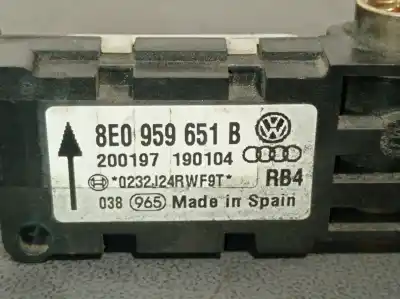 8E0 959 651 B
200197 190104
*0232J24RWF9T* RB4
038 965 Made in Spain